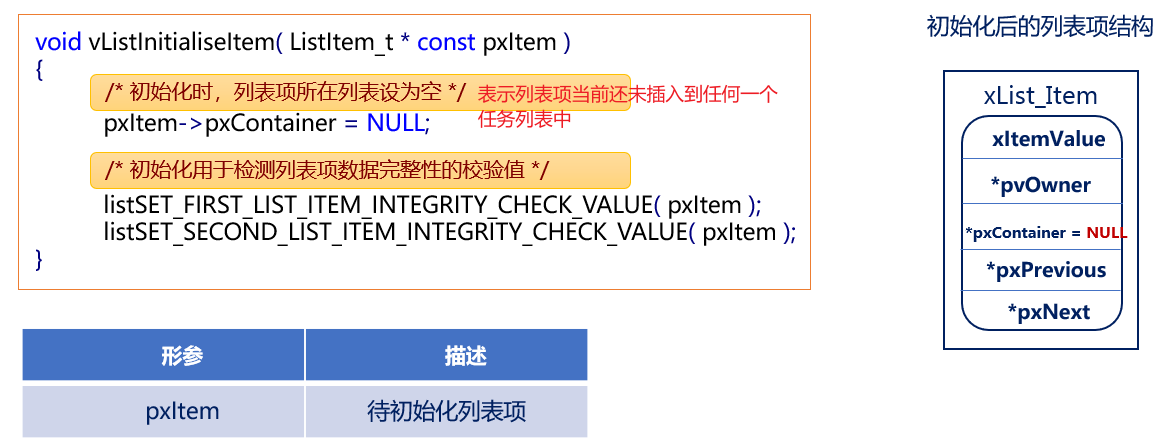 void vListInitialiseItem( ListItem_t * const pxItem )
{
/* 初始化时，列表项所在列表设为空 */
表示列表项当前还未插入到任何一个
任务列表中
pxItem->pxContainer = NULL;
/* 初始化用于检测列表项数据完整性的校验值 */
listSET_FIRST_LIST_ITEM_INTEGRITY_CHECK_VALUE( pxItem );
listSET_SECOND_LIST_ITEM_INTEGRITY_CHECK_VALUE( pxItem );
}
形参 描述
pxItem 待初始化列表项
初始化后的列表项结构
xList_Item
xItemValue
*pvOwner
*pxContainer = NULL
*pxPrevious
*pxNext